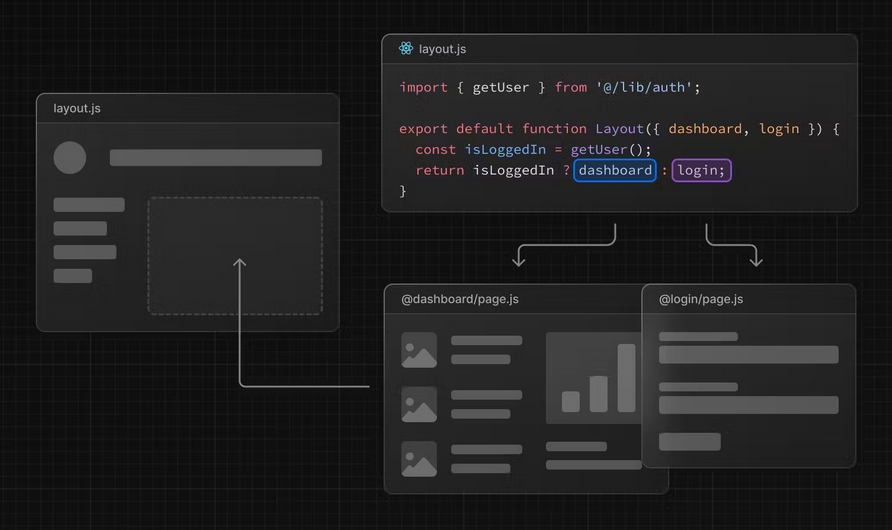 layout.js
layout.js
import { getUser } from '@/lib/auth';
export default function Layout({ dashboard, login }) {
const isLoggedIn = getUser();
return isLoggedIn ? dashboard : login;
}
@dashboard/page.js
@login/page.js